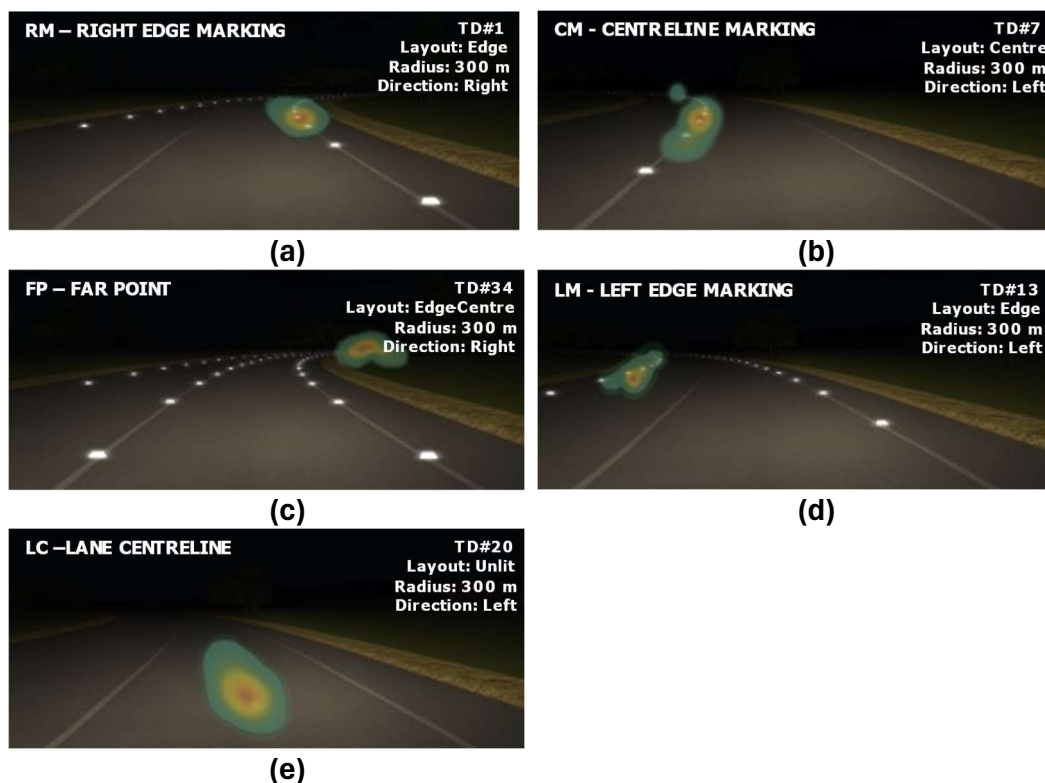 RM – RIGHT EDGE MARKING
TD#1
Layout: Edge
Radius: 300 m
Direction: Right
(a)
CM - CENTRELINE MARKING
TD#7
Layout: Centre
Radius: 300 m
Direction: Left
(b)
FP – FAR POINT
TD#34
Layout: Edge-Centre
Radius: 300 m
Direction: Right
(c)
LM - LEFT EDGE MARKING
TD#13
Layout: Edge
Radius: 300 m
Direction: Left
(d)
LC –LANE CENTRELINE
TD#20
Layout: Unlit
Radius: 300 m
Direction: Left
(e)